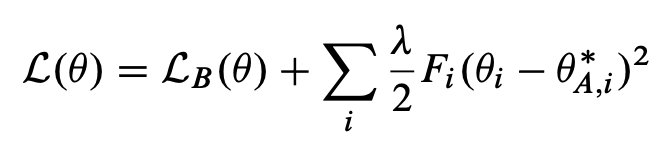 ℒ(θ) = ℒ_B(θ) + ∑_i λ/2 F_i(θ_i − θ*_{A,i})²